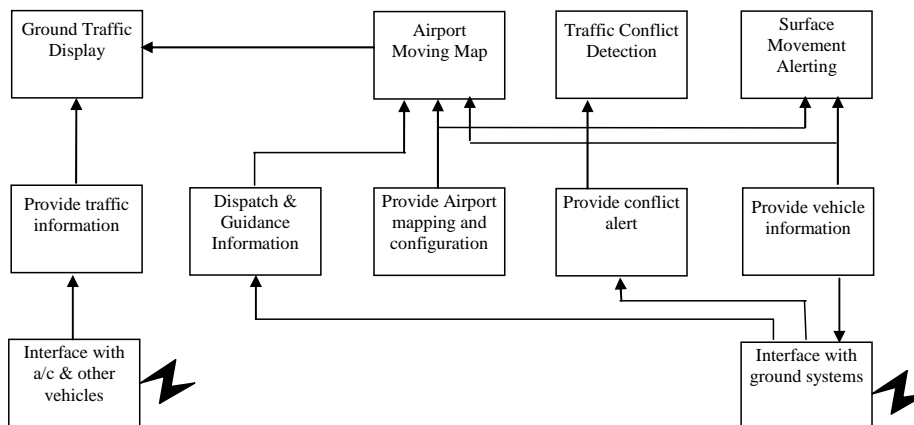 Ground Traffic
Display
Airport
Moving Map
Traffic Conflict
Detection
Surface
Movement
Alerting
Provide traffic
information
Dispatch &
Guidance
Information
Provide Airport
mapping and
configuration
Provide conflict
alert
Provide vehicle
information
Interface with
a/c & other
vehicles
Interface with
ground systems